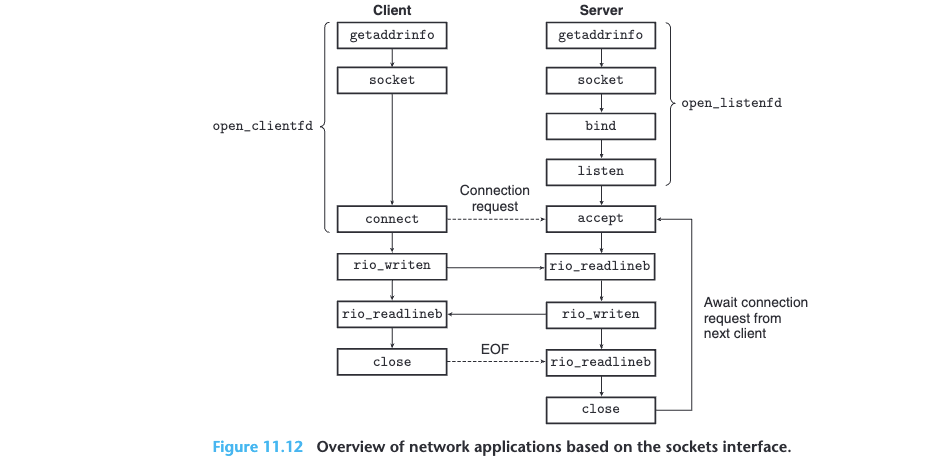 Client
Server
getaddrinfo
getaddrinfo
socket
socket
open_listenfd
open_clientfd
bind
listen
Connection
request
connect
accept
rio_writen
rio_readlineb
rio_readlineb
rio_writen
Await connection
request from
next client
EOF
close
rio_readlineb
close
Figure 11.12 Overview of network applications based on the sockets interface.